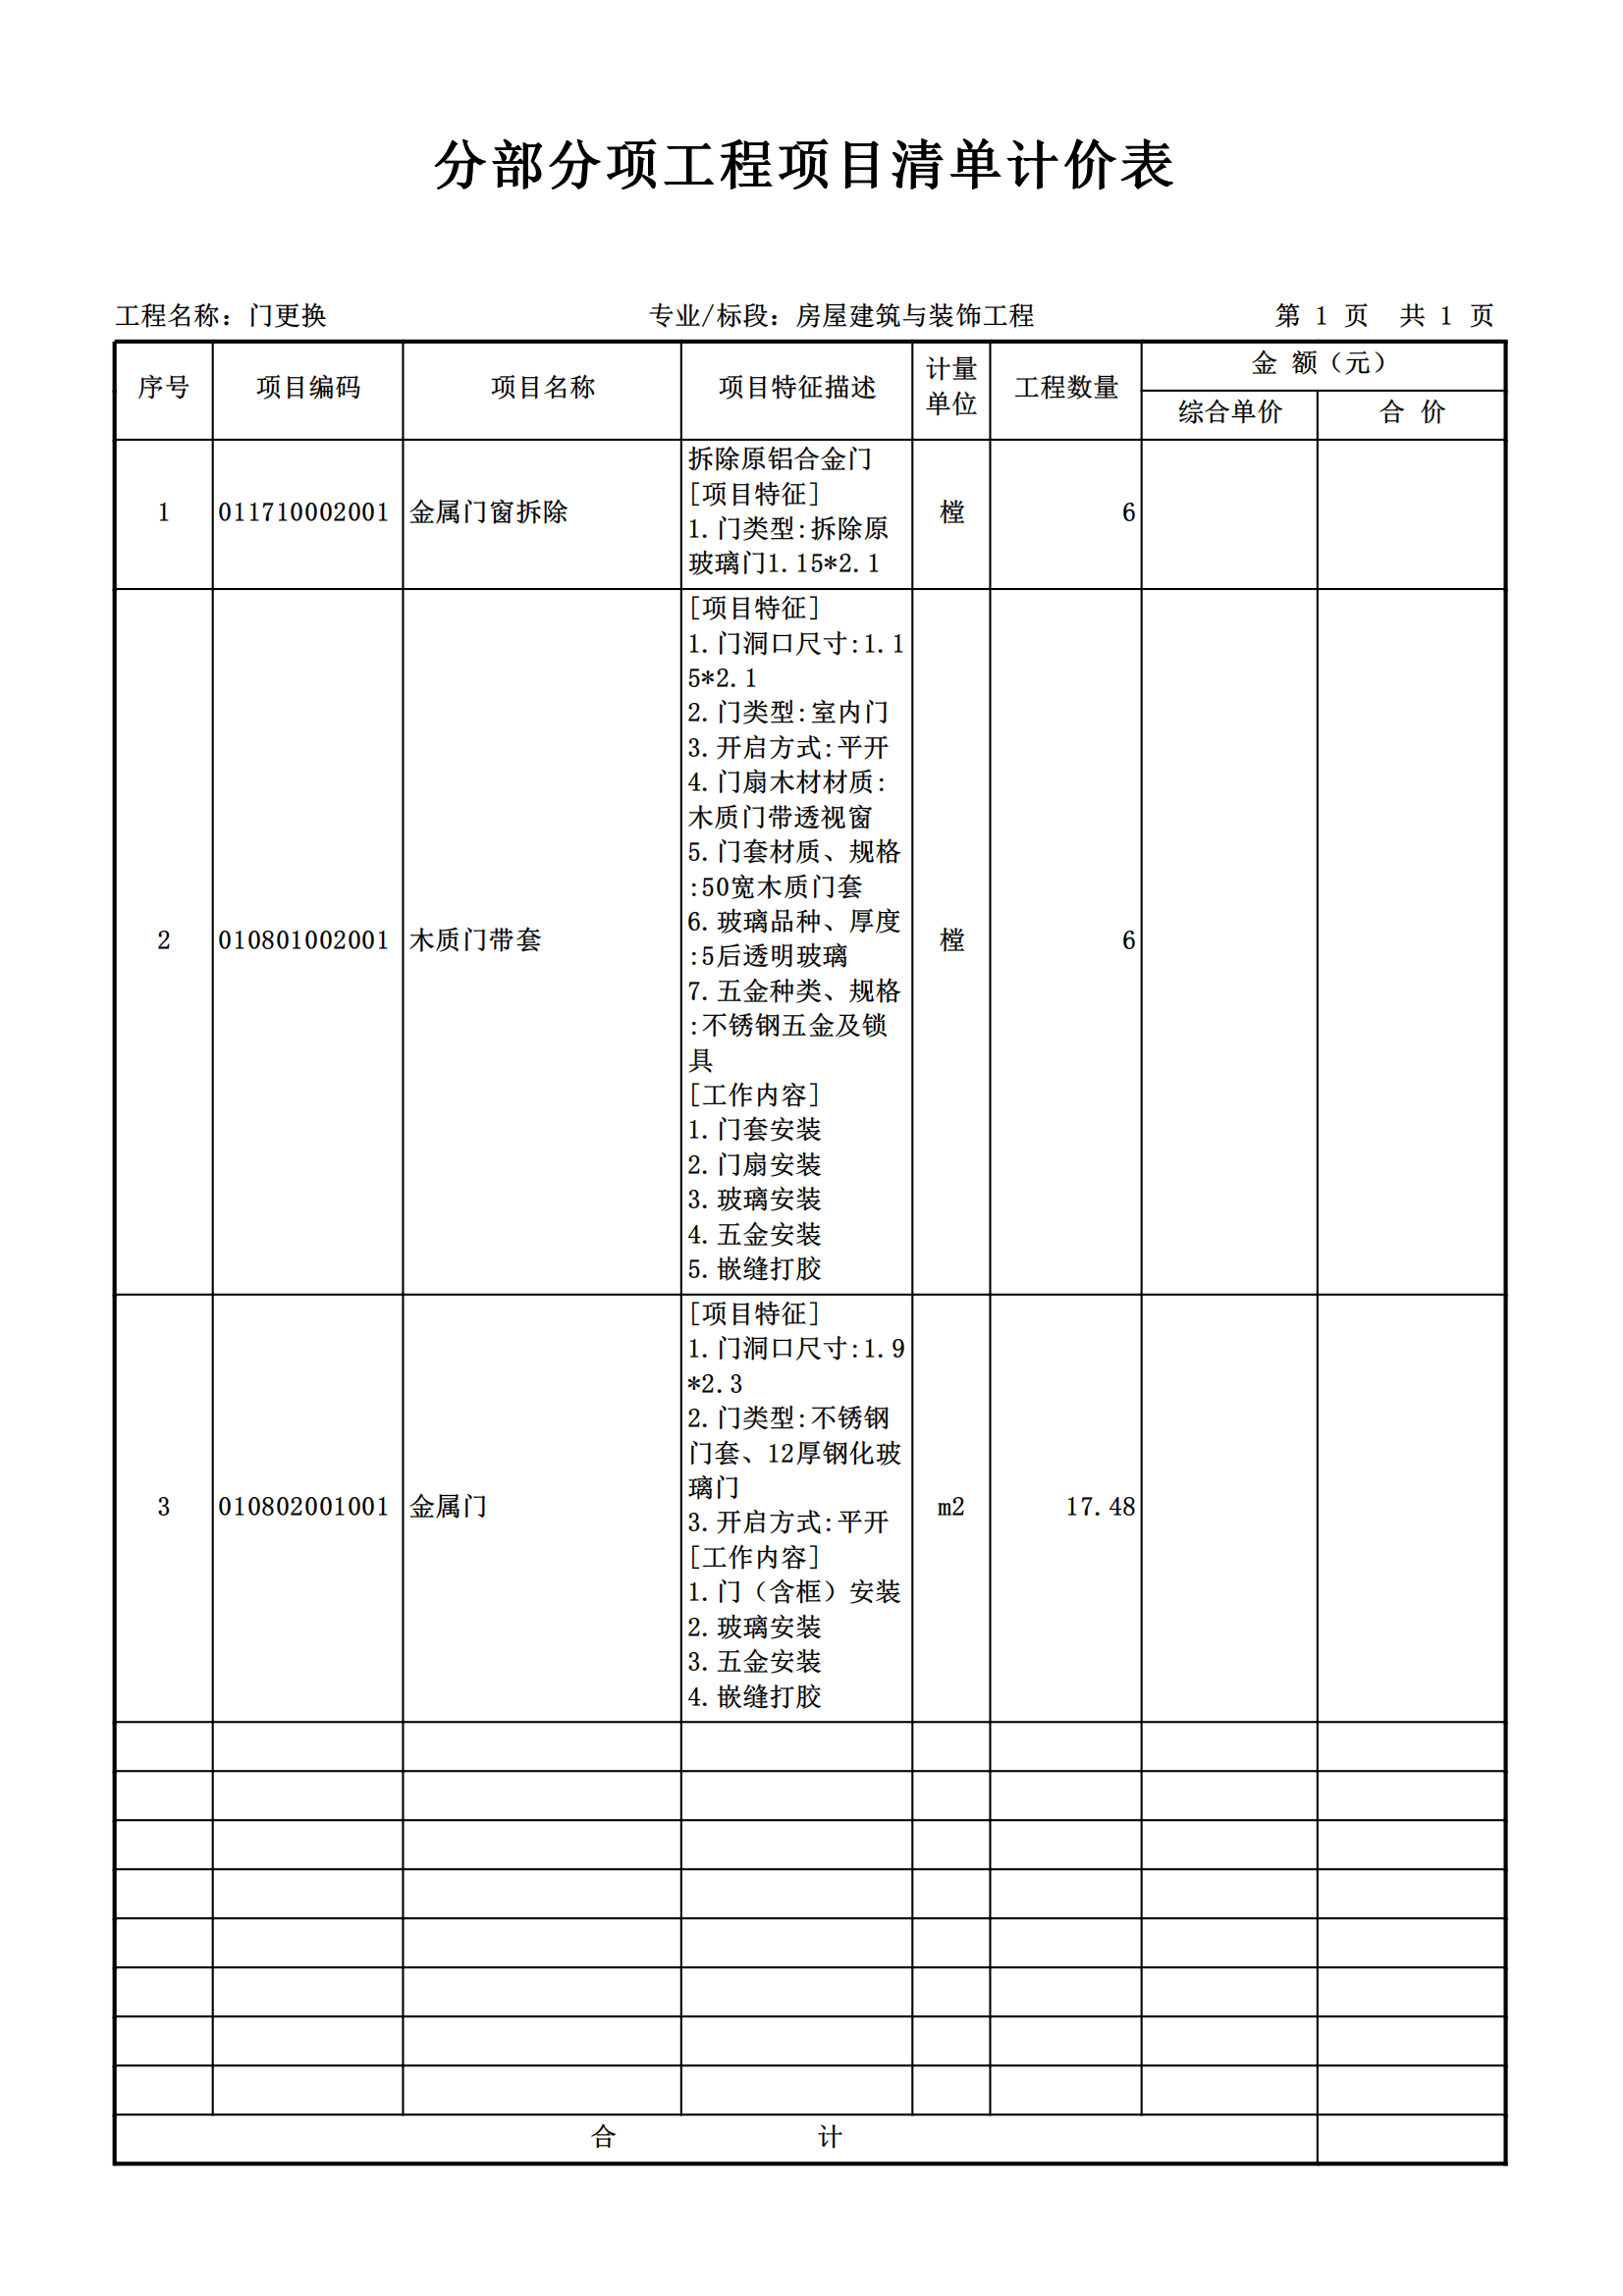 分部分项工程项目清单计价表
工程名称：门更换 专业/标段：房屋建筑与装饰工程 第 1 页 共 1 页
序号 项目编码 项目名称 项目特征描述 计量单位 工程数量 金 额（元）
综合单价 合 价
1 011710002001 金属门窗拆除 樘 6
拆除原铝合金门
[项目特征]
1.门类型:拆除原
玻璃门1.15*2.1
2 010801002001 木质门带套 樘 6
[项目特征]
1.门洞口尺寸:1.1
5*2.1
2.门类型:室内门
3.开启方式:平开
4.门扇木材材质:
木质门带透视窗
5.门套材质、规格
:50宽木质门套
6.玻璃品种、厚度
:5后透明玻璃
7.五金种类、规格
:不锈钢五金及锁
具
[工作内容]
1.门套安装
2.门扇安装
3.玻璃安装
4.五金安装
5.嵌缝打胶
3 010802001001 金属门 m2 17.48
[项目特征]
1.门洞口尺寸:1.9
*2.3
2.门类型:不锈钢
门套、12厚钢化玻
璃门
3.开启方式:平开
[工作内容]
1.门（含框）安装
2.玻璃安装
3.五金安装
4.嵌缝打胶
合 计